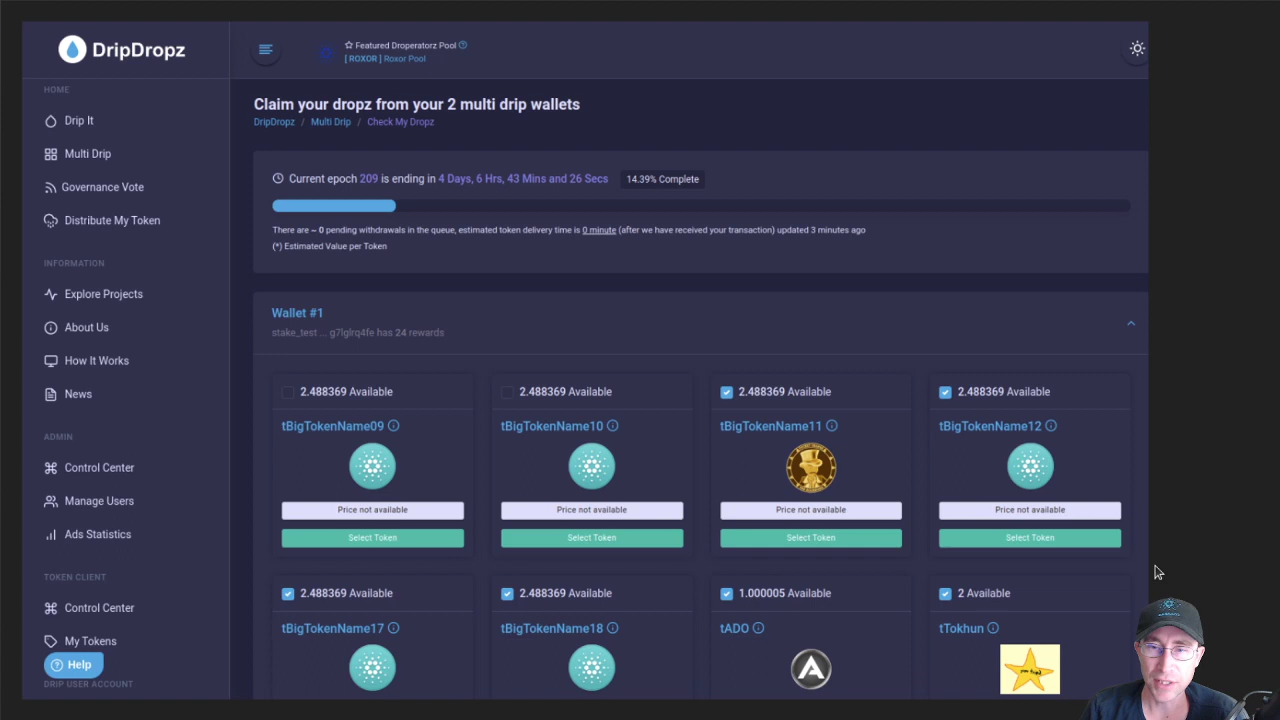 DripDropz
HOME
Drip It
Multi Drip
Governance Vote
Distribute My Token
INFORMATION
Explore Projects
About Us
How It Works
News
ADMIN
Control Center
Manage Users
Ads Statistics
TOKEN CLIENT
Control Center
My Tokens
Help
DRIP USER ACCOUNT
Featured Droperatorz Pool
[ ROXOR ] Roxor Pool
Claim your dropz from your 2 multi drip wallets
DripDropz / Multi Drip / Check My Dropz
Current epoch 209 is ending in 4 Days, 6 Hrs, 43 Mins and 26 Secs 14.39% Complete
There are ~ 0 pending withdrawals in the queue, estimated token delivery time is 0 minute (after we have received your transaction) updated 3 minutes ago
(*) Estimated Value per Token
Wallet #1
stake_test ... g7lglrq4fe has 24 rewards
2.488369 Available
tBigTokenName09
Price not available
Select Token
2.488369 Available
tBigTokenName10
Price not available
Select Token
2.488369 Available
tBigTokenName11
Price not available
Select Token
2.488369 Available
tBigTokenName12
Price not available
Select Token
2.488369 Available
tBigTokenName17
2.488369 Available
tBigTokenName18
1.000005 Available
tADO
2 Available
tTokhun